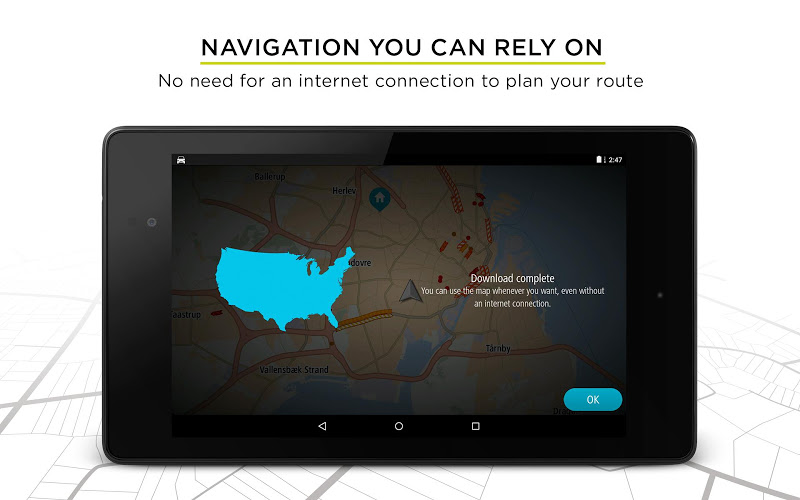 NAVIGATION YOU CAN RELY ON
No need for an internet connection to plan your route
2:47
Ballerup
Herlev
dovre
Download complete
You can use the map whenever you want, even without
an internet connection.
aastrup
Tårnby
Vallensbæk Strand
OK